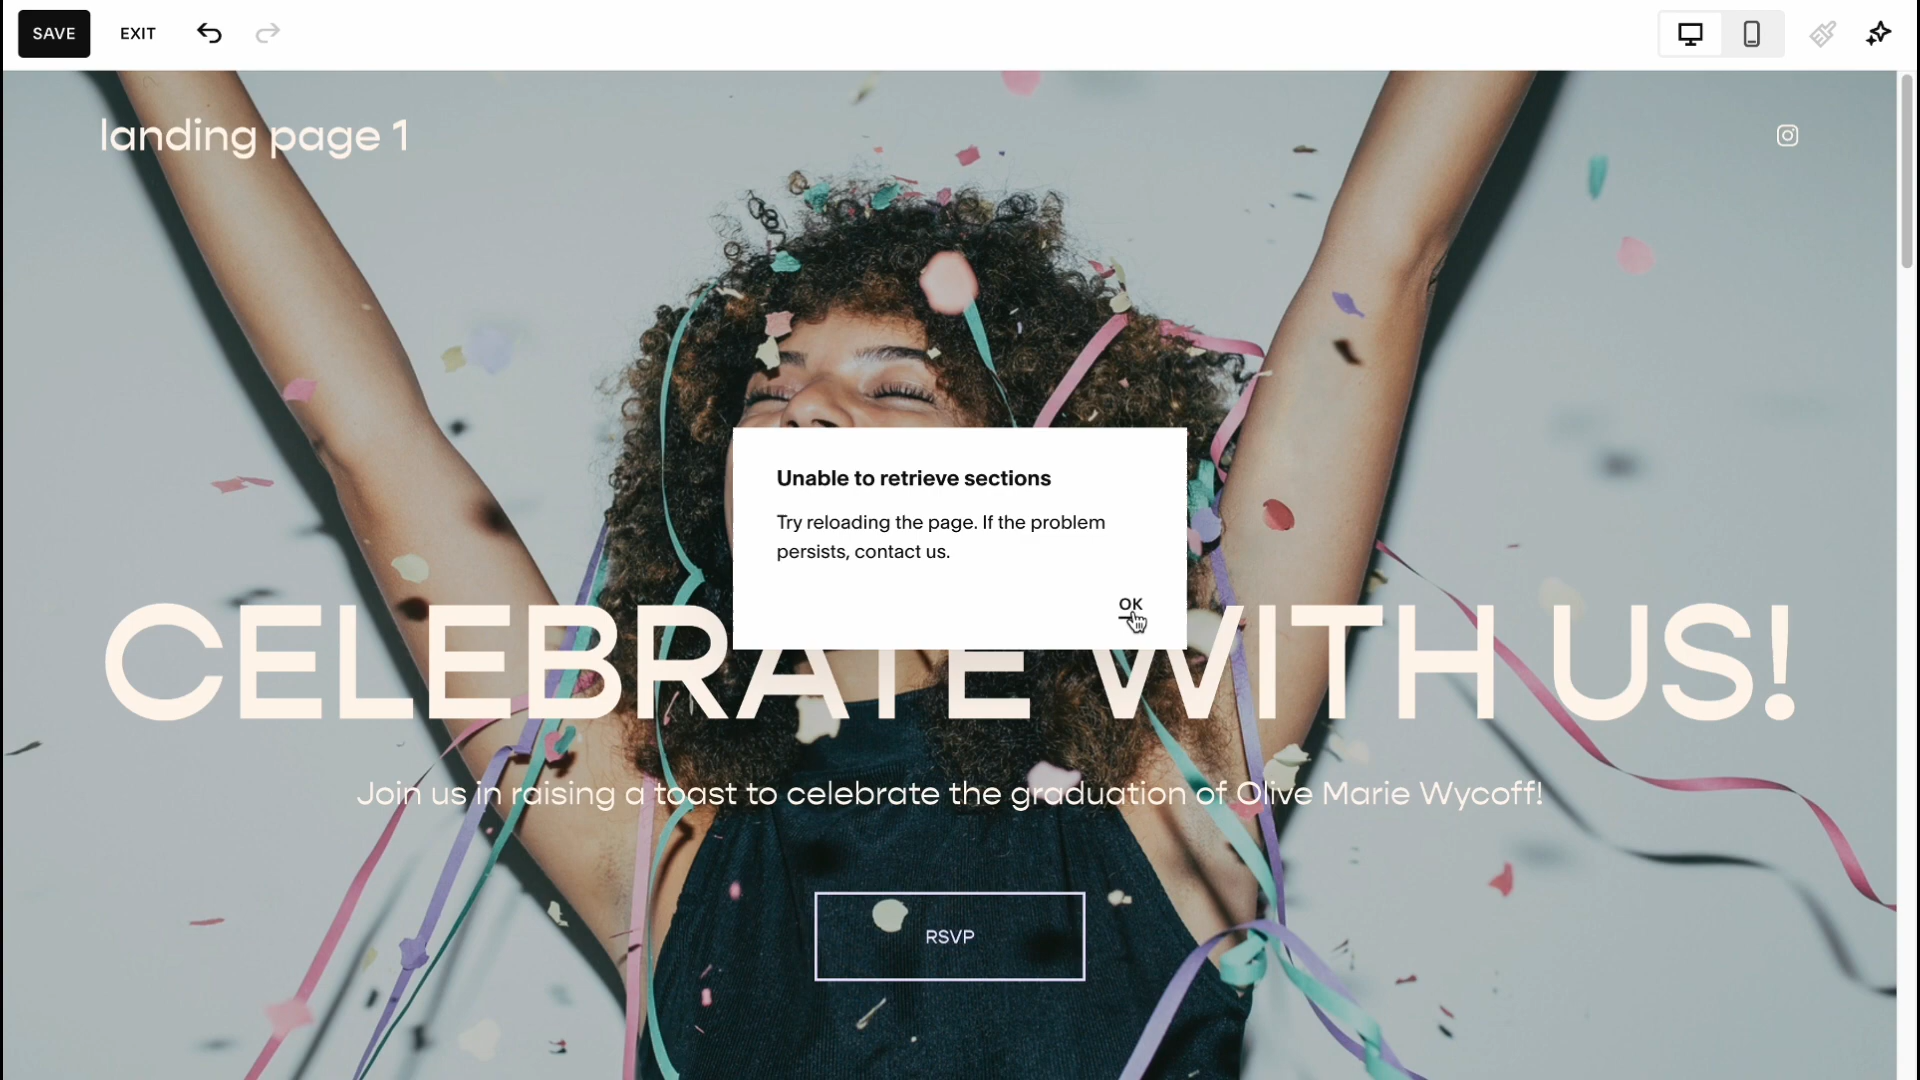 SAVE EXIT
landing page 1
Unable to retrieve sections
Try reloading the page. If the problem
persists, contact us.
OK
CELEBRATE WITH US!
Join us in raising a toast to celebrate the graduation of Olive Marie Wycoff!
RSVP